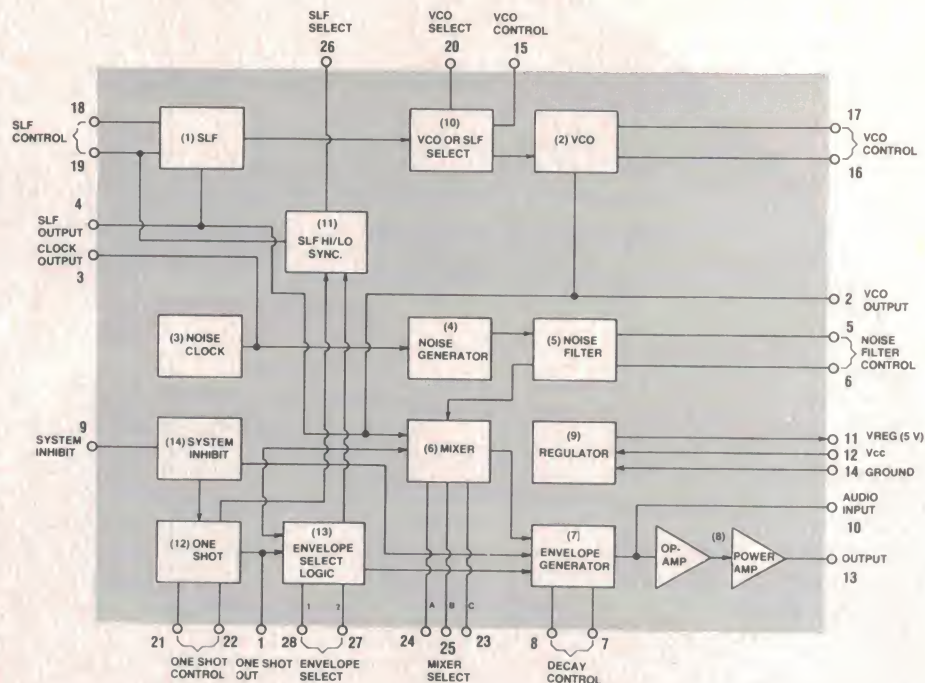 SLF
SELECT
26
VCO
SELECT
20
VCO
CONTROL
15
18
SLF
CONTROL
19
(1) SLF
(10)
VCO OR SLF
SELECT
(2) VCO
17
VCO
CONTROL
16
4
SLF
OUTPUT
CLOCK
OUTPUT
3
(11)
SLF HI/LO
SYNC.
2 VCO
OUTPUT
(3) NOISE
CLOCK
(4)
NOISE
GENERATOR
(5) NOISE
FILTER
5
NOISE
FILTER
CONTROL
6
9
SYSTEM
INHIBIT
(14) SYSTEM
INHIBIT
(6) MIXER
(9)
REGULATOR
11 VREG (5 V)
12 Vcc
14 GROUND
AUDIO
INPUT
10
(12) ONE
SHOT
(13)
ENVELOPE
SELECT
LOGIC
(7)
ENVELOPE
GENERATOR
OP-
AMP
(8)
POWER
AMP
OUTPUT
13
1 2
A B C
21 22
ONE SHOT
CONTROL
1
ONE SHOT
OUT
28 27
ENVELOPE
SELECT
24 25 23
MIXER
SELECT
8 7
DECAY
CONTROL